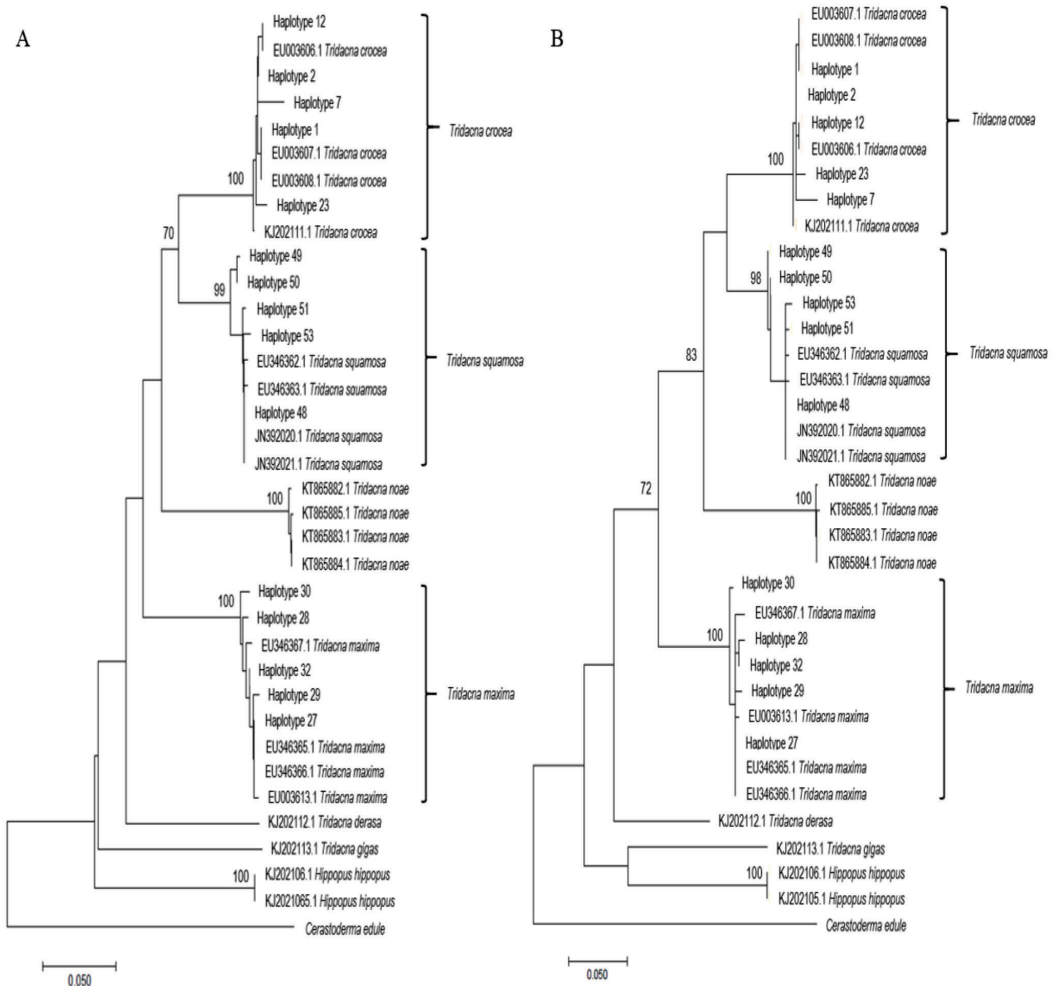 A
Haplotype 12
EU003606.1 Tridacna crocea
Haplotype 2
Haplotype 7
Haplotype 1
EU003607.1 Tridacna crocea
EU003608.1 Tridacna crocea
Haplotype 23
KJ202111.1 Tridacna crocea
100
Tridacna crocea
70
Haplotype 49
Haplotype 50
Haplotype 51
Haplotype 53
EU346362.1 Tridacna squamosa
EU346363.1 Tridacna squamosa
Haplotype 48
JN392020.1 Tridacna squamosa
JN392021.1 Tridacna squamosa
99
Tridacna squamosa
KT865882.1 Tridacna noae
KT865885.1 Tridacna noae
KT865883.1 Tridacna noae
KT865884.1 Tridacna noae
100
Haplotype 30
Haplotype 28
EU346367.1 Tridacna maxima
Haplotype 32
Haplotype 29
Haplotype 27
EU346365.1 Tridacna maxima
EU346366.1 Tridacna maxima
EU003613.1 Tridacna maxima
100
Tridacna maxima
KJ202112.1 Tridacna derasa
KJ202113.1 Tridacna gigas
KJ202106.1 Hippopus hippopus
KJ2021065.1 Hippopus hippopus
100
Cerastoderma edule
0.050
B
EU003607.1 Tridacna crocea
EU003608.1 Tridacna crocea
Haplotype 1
Haplotype 2
Haplotype 12
EU003606.1 Tridacna crocea
Haplotype 23
Haplotype 7
KJ202111.1 Tridacna crocea
100
Tridacna crocea
Haplotype 49
Haplotype 50
Haplotype 53
Haplotype 51
EU346362.1 Tridacna squamosa
EU346363.1 Tridacna squamosa
Haplotype 48
JN392020.1 Tridacna squamosa
JN392021.1 Tridacna squamosa
98
Tridacna squamosa
83
KT865882.1 Tridacna noae
KT865885.1 Tridacna noae
KT865883.1 Tridacna noae
KT865884.1 Tridacna noae
100
72
Haplotype 30
EU346367.1 Tridacna maxima
Haplotype 28
Haplotype 32
Haplotype 29
EU003613.1 Tridacna maxima
Haplotype 27
EU346365.1 Tridacna maxima
EU346366.1 Tridacna maxima
100
Tridacna maxima
KJ202112.1 Tridacna derasa
KJ202113.1 Tridacna gigas
KJ202106.1 Hippopus hippopus
KJ202105.1 Hippopus hippopus
100
Cerastoderma edule
0.050